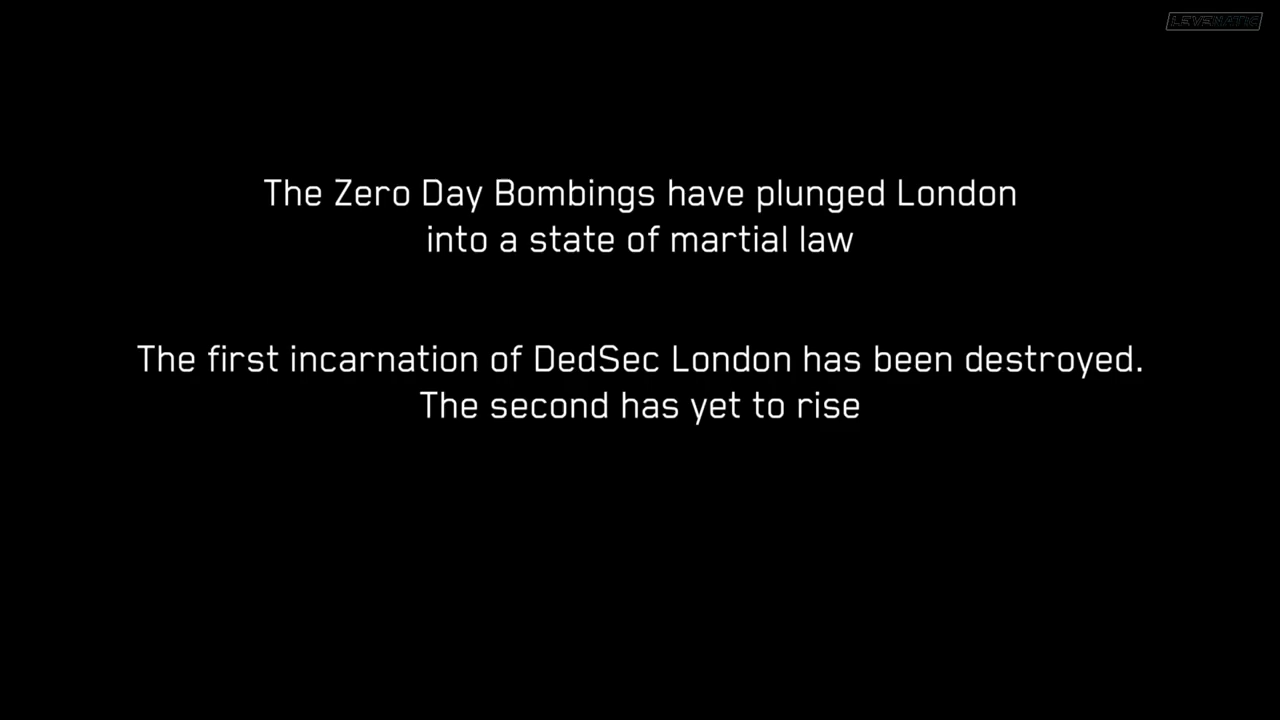 LEVELMATIC
The Zero Day Bombings have plunged London
into a state of martial law
The first incarnation of DedSec London has been destroyed.
The second has yet to rise